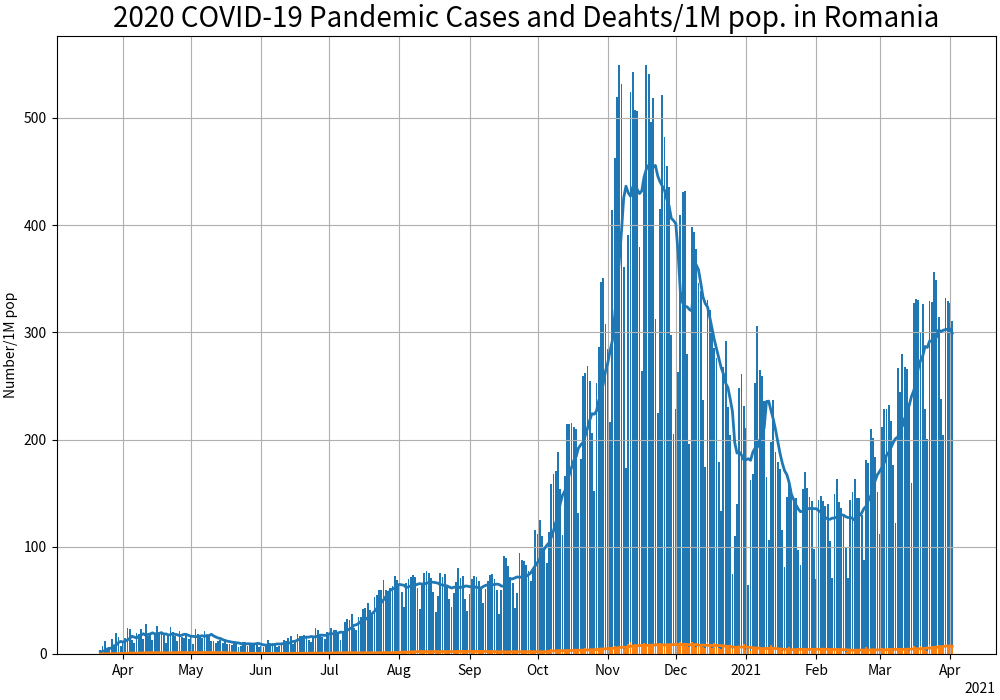 2020 COVID-19 Pandemic Cases and Deahts/1M pop. in Romania
Number/1M pop
500
400
300
200
100
0
Apr May Jun Jul Aug Sep Oct Nov Dec 2021 Feb Mar Apr
2021